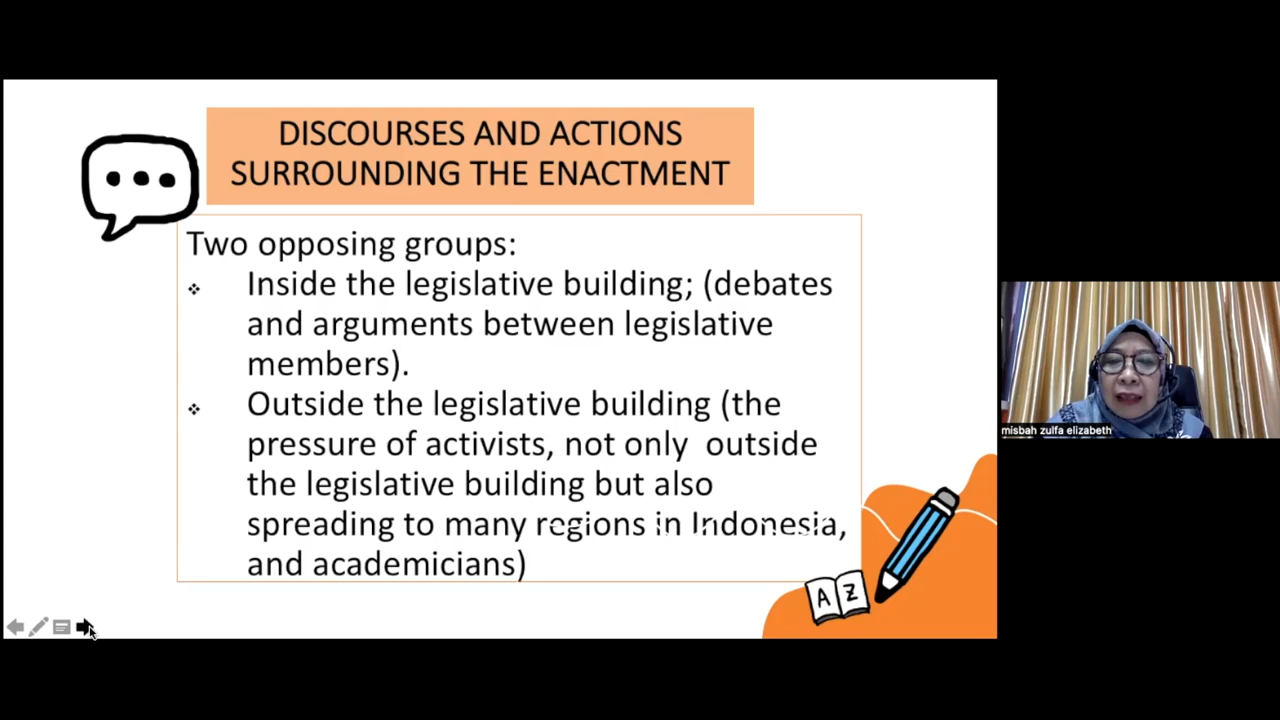 DISCOURSES AND ACTIONS
SURROUNDING THE ENACTMENT
Two opposing groups:
❖ Inside the legislative building; (debates
and arguments between legislative
members).
❖ Outside the legislative building (the
pressure of activists, not only outside
the legislative building but also
spreading to many regions in Indonesia,
and academicians)
A Z
misbah zulfa elizabeth